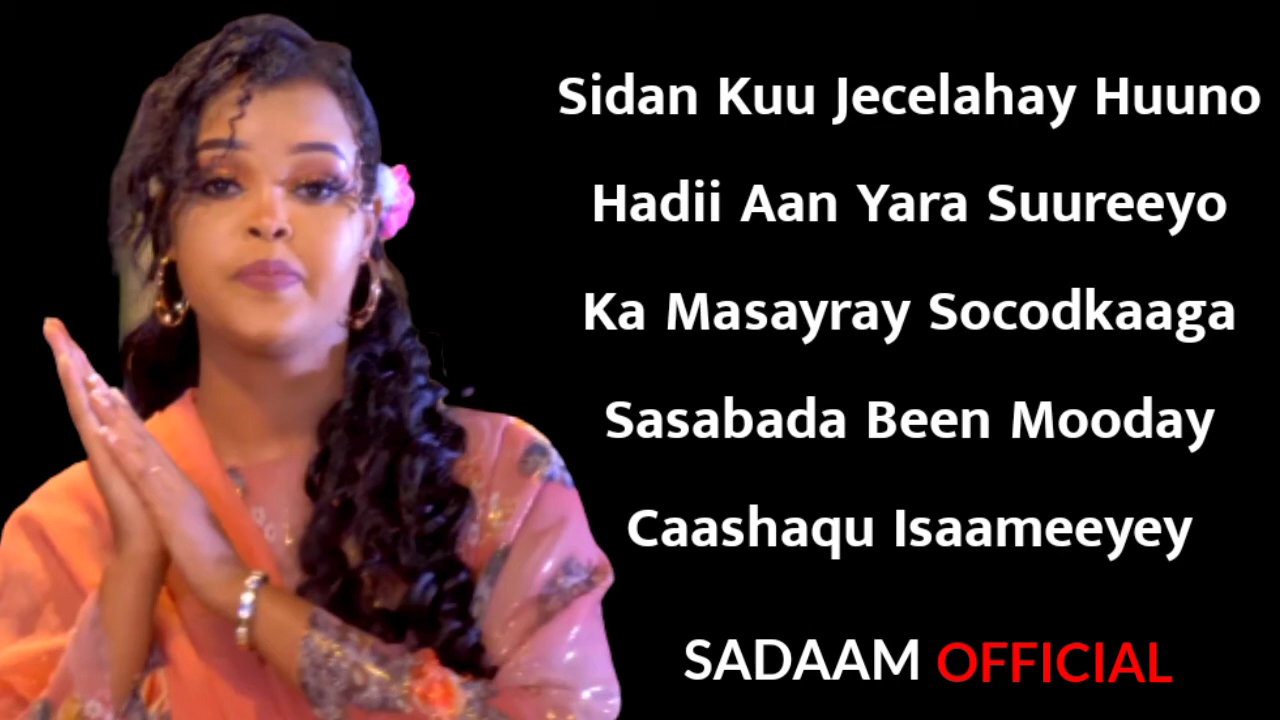 Sidan Kuu Jecelahay Huuno
Hadii Aan Yara Suureeyo
Ka Masayray Socodkaaga
Sasabada Been Mooday
Caashaqu Isaameeyey
SADAAM OFFICIAL